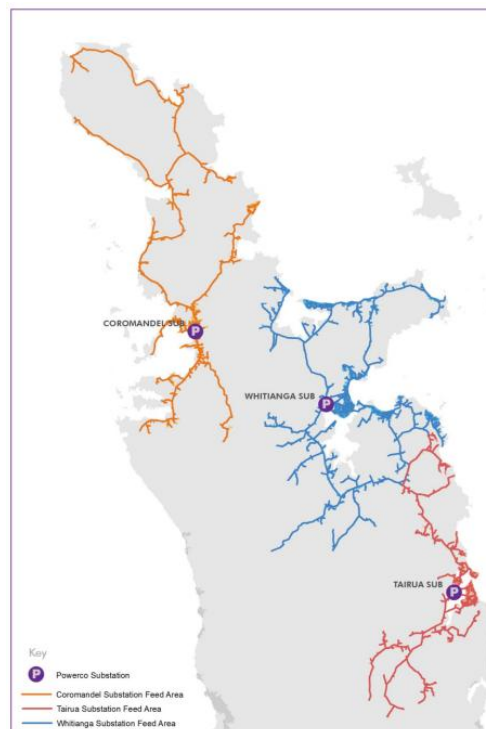 COROMANDEL SUB
P
WHITIANGA SUB
P
TAIRUA SUB
P
Key
P Powerco Substation
Coromandel Substation Feed Area
Tairua Substation Feed Area
Whitianga Substation Feed Area